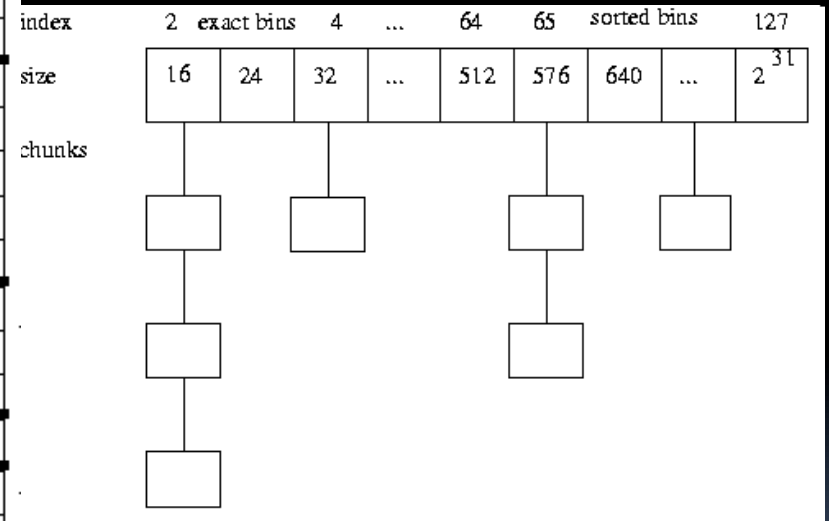 index 2 exact bins 4 ... 64 65 sorted bins 127
size 16 24 32 ... 512 576 640 ... 2^31
chunks